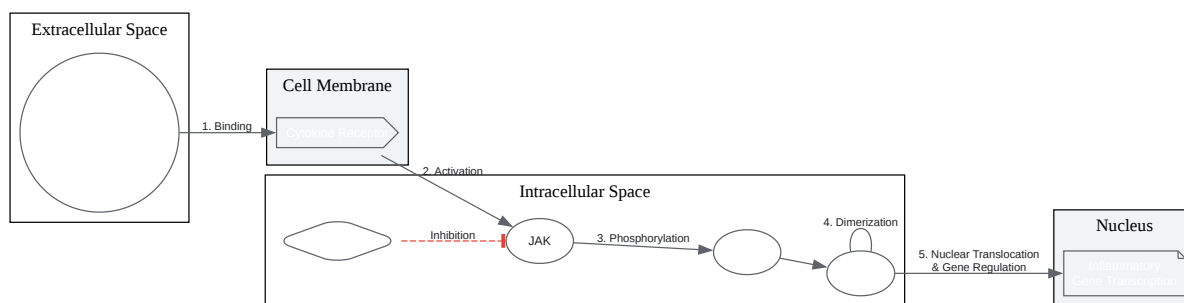 Extracellular Space
Cell Membrane
Cytokine Receptor
1. Binding
2. Activation
Intracellular Space
Inhibition
JAK
3. Phosphorylation
4. Dimerization
5. Nuclear Translocation
& Gene Regulation
Nucleus
Inflammatory
Gene Transcription